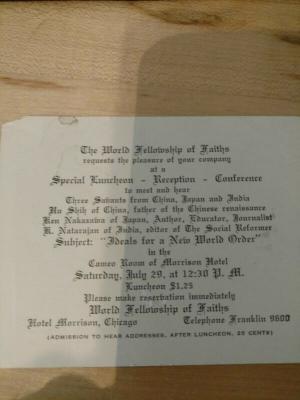 The World Fellowship of Faiths
requests the pleasure of your company
at a
Special Luncheon - Reception - Conference
to meet and hear
Three Savants from China, Japan and India
Hu Shih of China, father of the Chinese renaissance
Ken Nakazawa of Japan, Author, Educator, Journalist
K. Natarajan of India, editor of The Social Reformer
Subject: "Ideals for a New World Order"
in the
Cameo Room of Morrison Hotel
Saturday, July 29, at 12:30 P. M.
Luncheon $1.25
Please make reservation immediately
World Fellowship of Faiths
Hotel Morrison, Chicago Telephone Franklin 9600
(ADMISSION TO HEAR ADDRESSES, AFTER LUNCHEON, 25 CENTS)